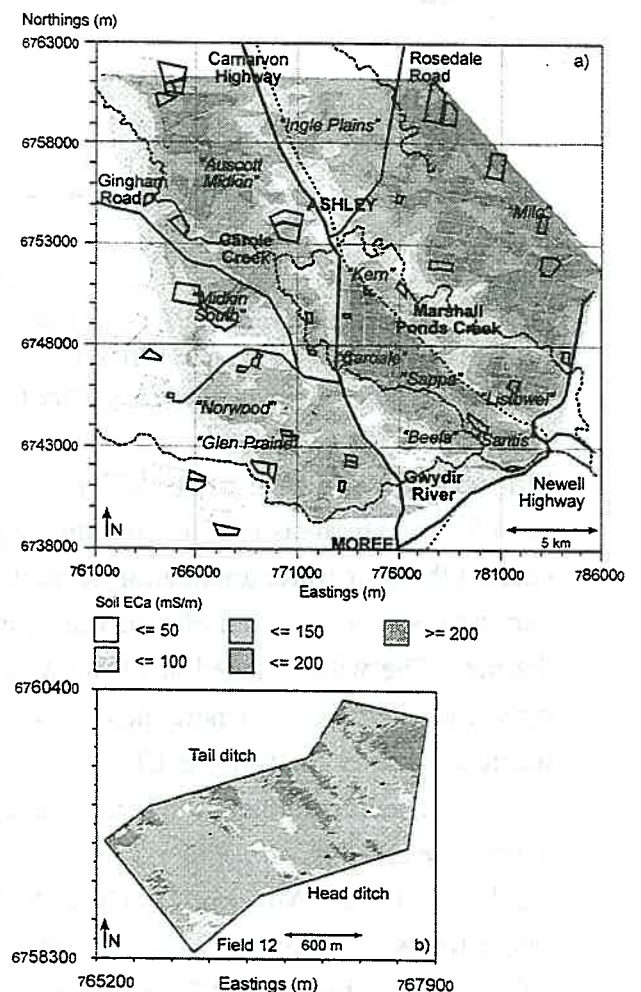 Northings (m)
6763000
Carnarvon
Highway
Rosedale
Road
a)
6758000
"Ingle Plains"
"Auscott
Midkin"
Gingham
Road
ASHLEY
"Milo"
6753000
Carole
Creek
"Kern"
"Midkin
South"
Marshall
Ponds Creek
6748000
"Sappa"
"Listowel"
"Norwood"
"Glen Prairie"
"Beefa"
"Santis"
6743000
Gwydir
River
Newell
Highway
N
MOREE
5 km
6738000
761000 766000 771000 776000 781000 786000
Eastings (m)
Soil ECa (mS/m)
<= 50 <= 150 >= 200
<= 100 <= 200
6760400
Tail ditch
Head ditch
N
Field 12
600 m
b)
6758300
765200 Eastings (m) 767900